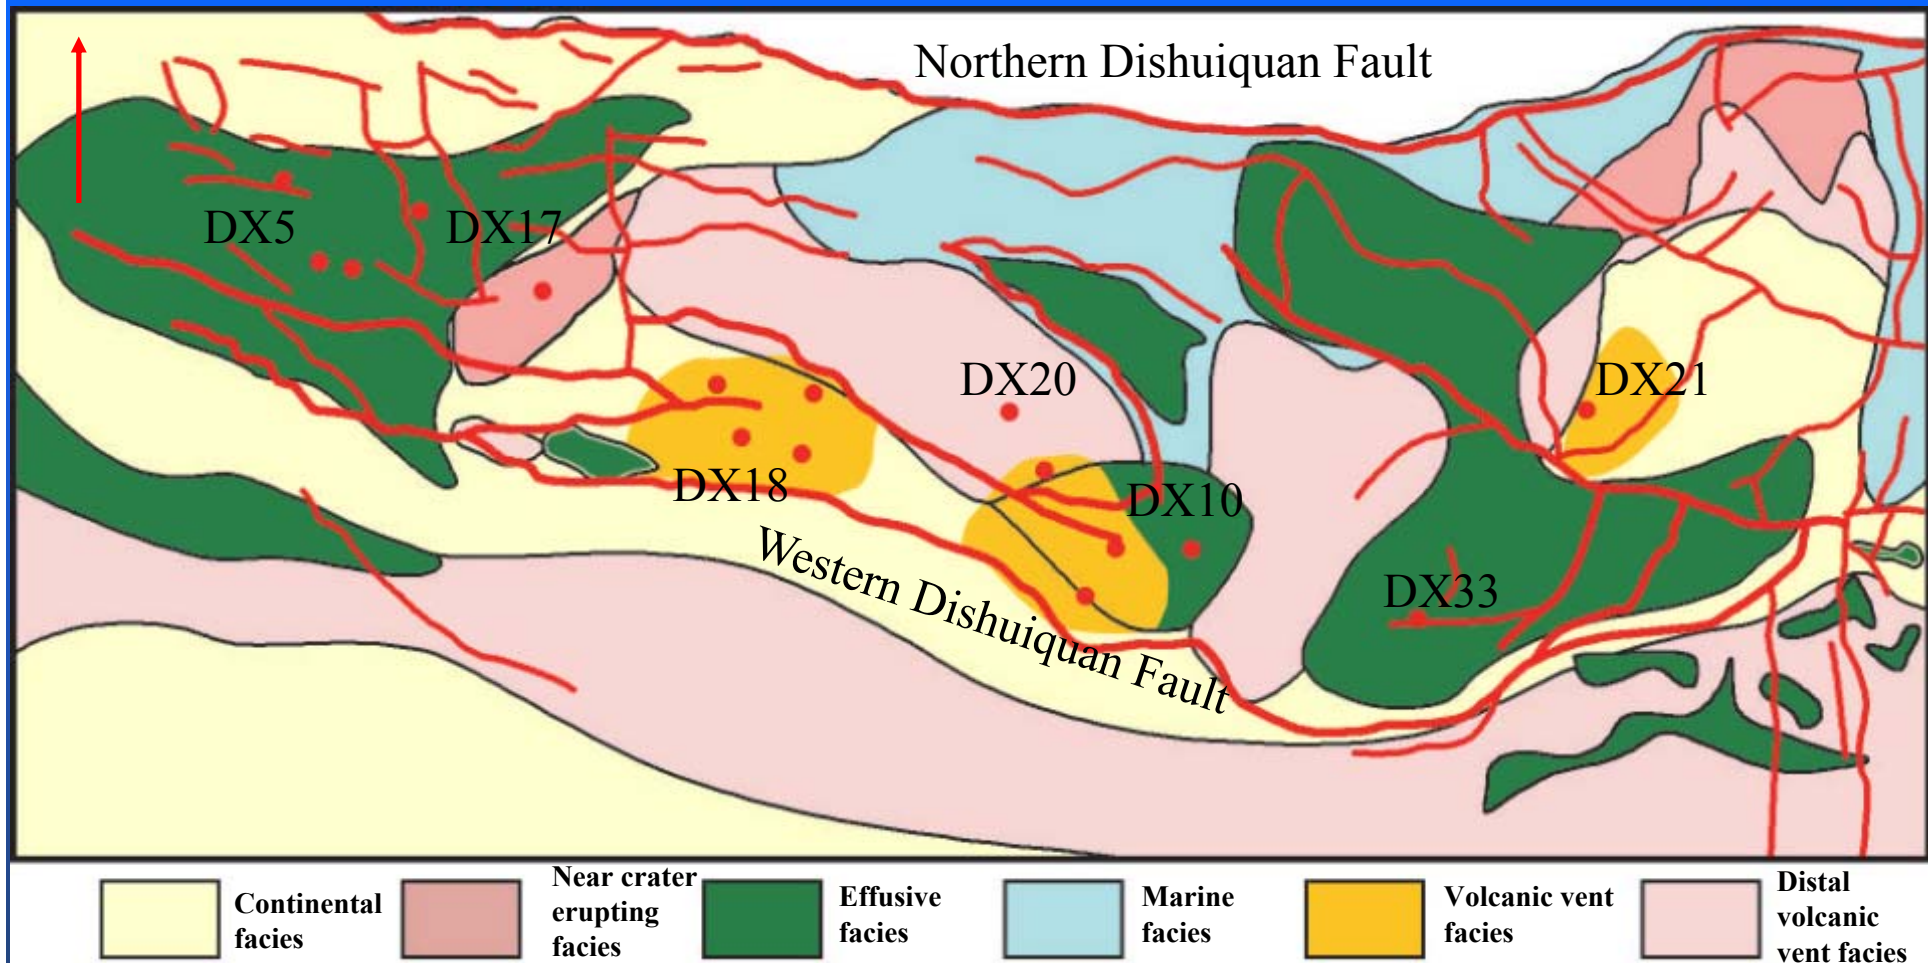 Northern Dishuiquan Fault
DX5
DX17
DX20
DX21
DX18
DX10
Western Dishuiquan Fault
DX33
Continental
facies
Near crater
erupting
facies
Effusive
facies
Marine
facies
Volcanic vent
facies
Distal
volcanic
vent facies